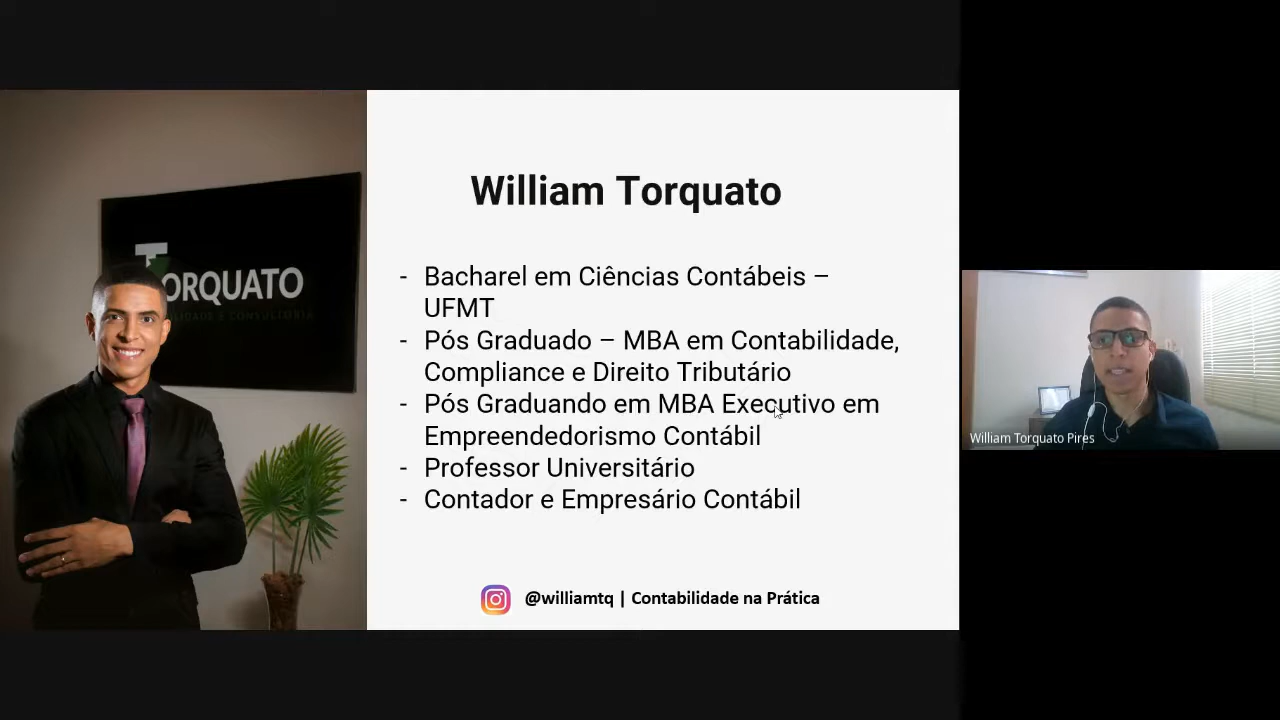 William Torquato
TORQUATO
- Bacharel em Ciências Contábeis –
UFMT
- Pós Graduado – MBA em Contabilidade,
Compliance e Direito Tributário
- Pós Graduando em MBA Executivo em
Empreendedorismo Contábil
- Professor Universitário
- Contador e Empresário Contábil
@williamtq | Contabilidade na Prática
William Torquato Pires